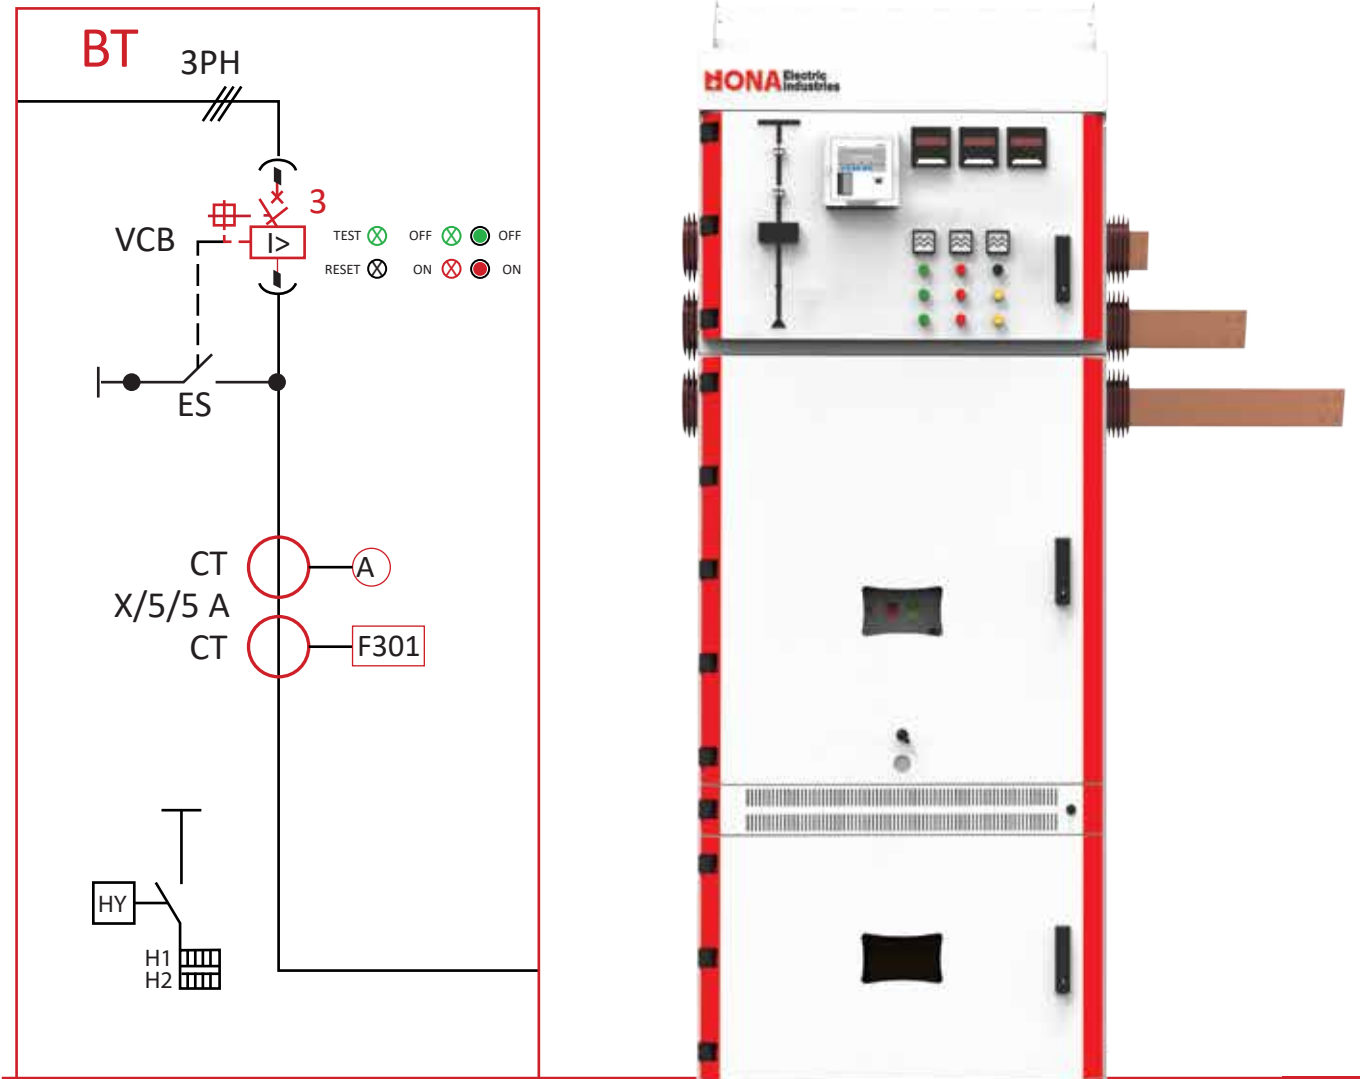 BT
3PH
3
VCB
I>
TEST OFF OFF
RESET ON ON
ES
CT
A
X/5/5 A
CT
F301
HY
H1
H2
HONA Electric
Industries